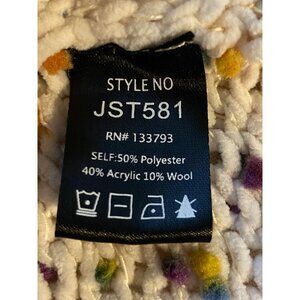 STYLE NO
JST581
RN# 133793
SELF:50% Polyester
40% Acrylic 10% Wool